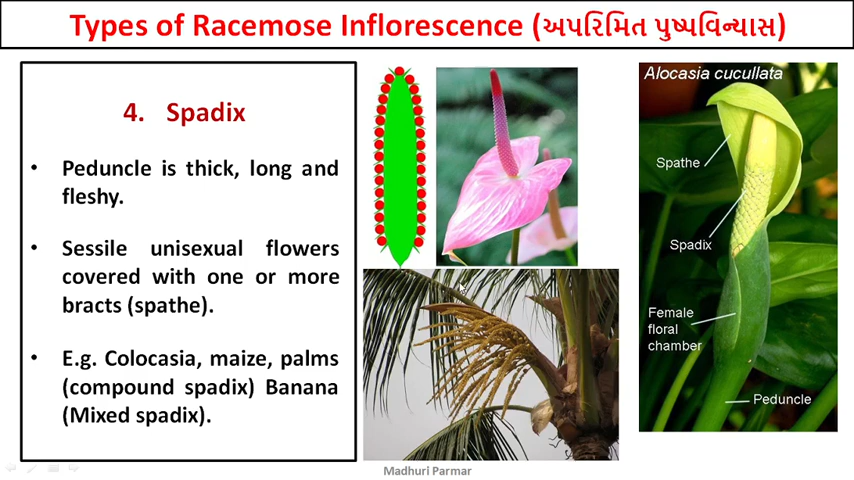 Types of Racemose Inflorescence (અપરિમિત પુષ્પવિન્યાસ)
4. Spadix
• Peduncle is thick, long and
fleshy.
• Sessile unisexual flowers
covered with one or more
bracts (spathe).
• E.g. Colocasia, maize, palms
(compound spadix) Banana
(Mixed spadix).
Alocasia cucullata
Spathe
Spadix
Female
floral
chamber
Peduncle
Madhuri Parmar